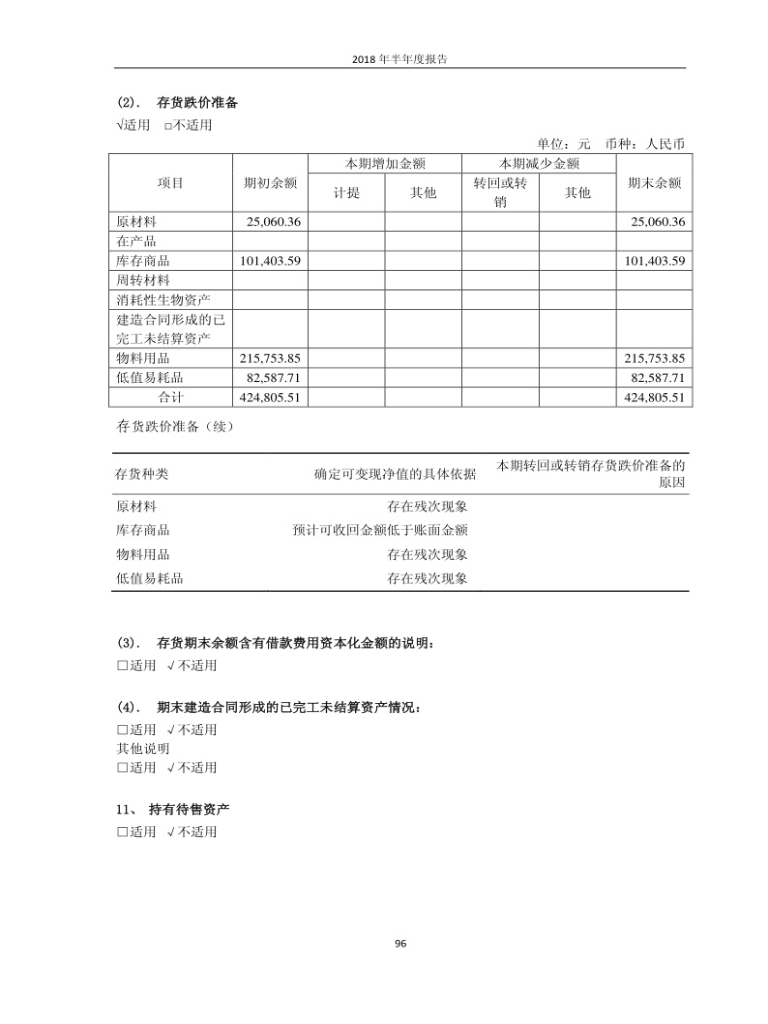 2018 年半年度报告
(2). 存货跌价准备
√适用 □不适用
单位：元 币种：人民币
项目 期初余额 本期增加金额 本期减少金额 期末余额
计提 其他 转回或转销 其他
原材料 25,060.36 25,060.36
在产品
库存商品 101,403.59 101,403.59
周转材料
消耗性生物资产
建造合同形成的已
完工未结算资产
物料用品 215,753.85 215,753.85
低值易耗品 82,587.71 82,587.71
合计 424,805.51 424,805.51
存货跌价准备（续）
存货种类 确定可变现净值的具体依据 本期转回或转销存货跌价准备的
原因
原材料 存在残次现象
库存商品 预计可收回金额低于账面金额
物料用品 存在残次现象
低值易耗品 存在残次现象
(3). 存货期末余额含有借款费用资本化金额的说明：
□适用 √不适用
(4). 期末建造合同形成的已完工未结算资产情况：
□适用 √不适用
其他说明
□适用 √不适用
11、 持有待售资产
□适用 √不适用
96